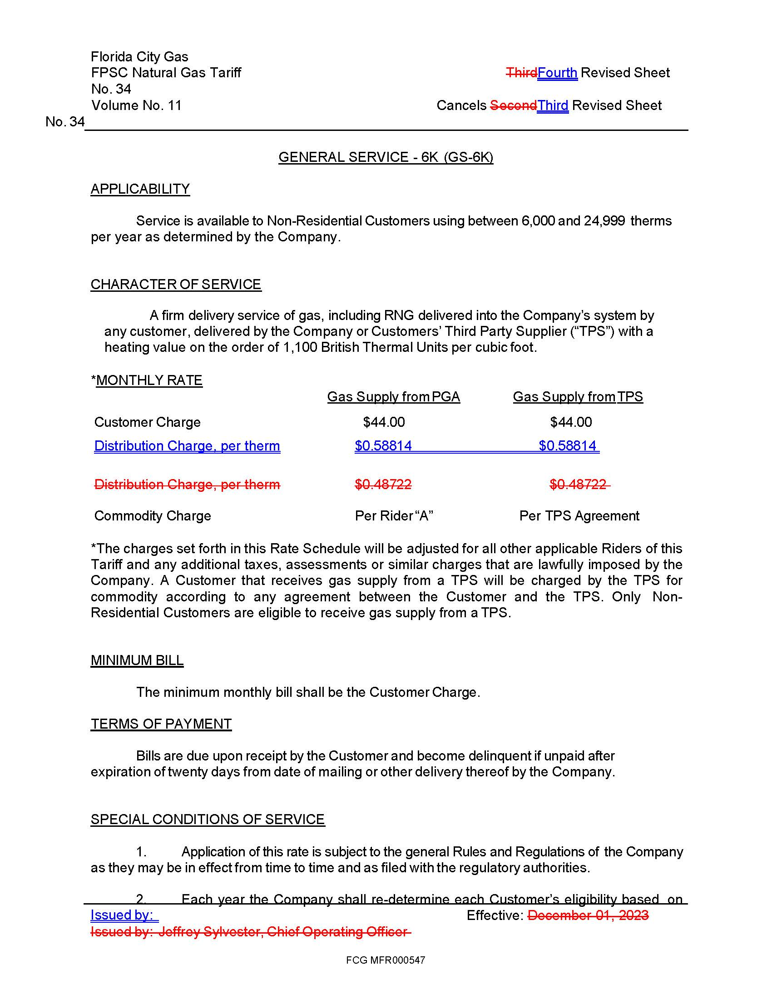 Florida City Gas
FPSC Natural Gas Tariff ThirdFourth Revised Sheet
No. 34
Volume No. 11 Cancels SecondThird Revised Sheet
No. 34
GENERAL SERVICE - 6K (GS-6K)
APPLICABILITY
Service is available to Non-Residential Customers using between 6,000 and 24,999 therms
per year as determined by the Company.
CHARACTER OF SERVICE
A firm delivery service of gas, including RNG delivered into the Company’s system by
any customer, delivered by the Company or Customers’ Third Party Supplier (“TPS”) with a
heating value on the order of 1,100 British Thermal Units per cubic foot.
*MONTHLY RATE
Gas Supply from PGA Gas Supply from TPS
Customer Charge $44.00 $44.00
Distribution Charge, per therm $0.58814 $0.58814
Distribution Charge, per therm $0.48722 $0.48722
Commodity Charge Per Rider “A” Per TPS Agreement
*The charges set forth in this Rate Schedule will be adjusted for all other applicable Riders of this
Tariff and any additional taxes, assessments or similar charges that are lawfully imposed by the
Company. A Customer that receives gas supply from a TPS will be charged by the TPS for
commodity according to any agreement between the Customer and the TPS. Only Non-
Residential Customers are eligible to receive gas supply from a TPS.
MINIMUM BILL
The minimum monthly bill shall be the Customer Charge.
TERMS OF PAYMENT
Bills are due upon receipt by the Customer and become delinquent if unpaid after
expiration of twenty days from date of mailing or other delivery thereof by the Company.
SPECIAL CONDITIONS OF SERVICE
1. Application of this rate is subject to the general Rules and Regulations of the Company
as they may be in effect from time to time and as filed with the regulatory authorities.
2. Each year the Company shall re-determine each Customer’s eligibility based on
Issued by: Effective: December 01, 2023
Issued by: Jeffrey Sylvester, Chief Operating Officer
FCG MFR000547